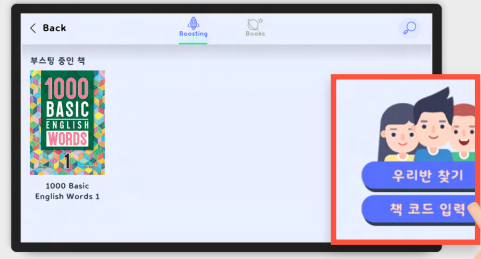 Back
Boosting
Books
부스팅 중인 책
1000
BASIC
ENGLISH
WORDS
1
1000 Basic
English Words 1
우리반 찾기
책 코드 입력